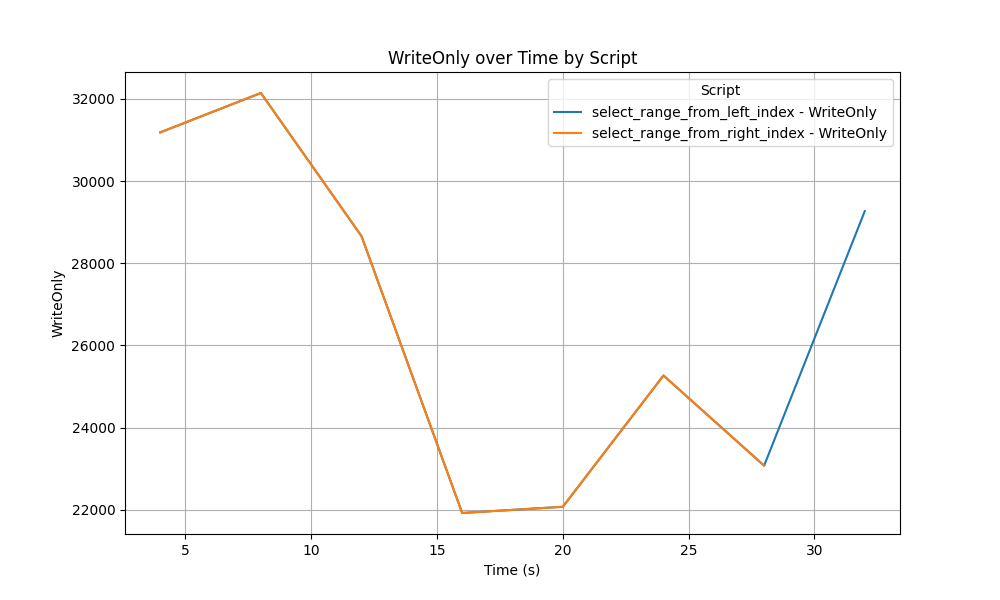 WriteOnly over Time by Script
Script
select_range_from_left_index - WriteOnly
select_range_from_right_index - WriteOnly
WriteOnly
32000
30000
28000
26000
24000
22000
5
10
15
20
25
30
Time (s)